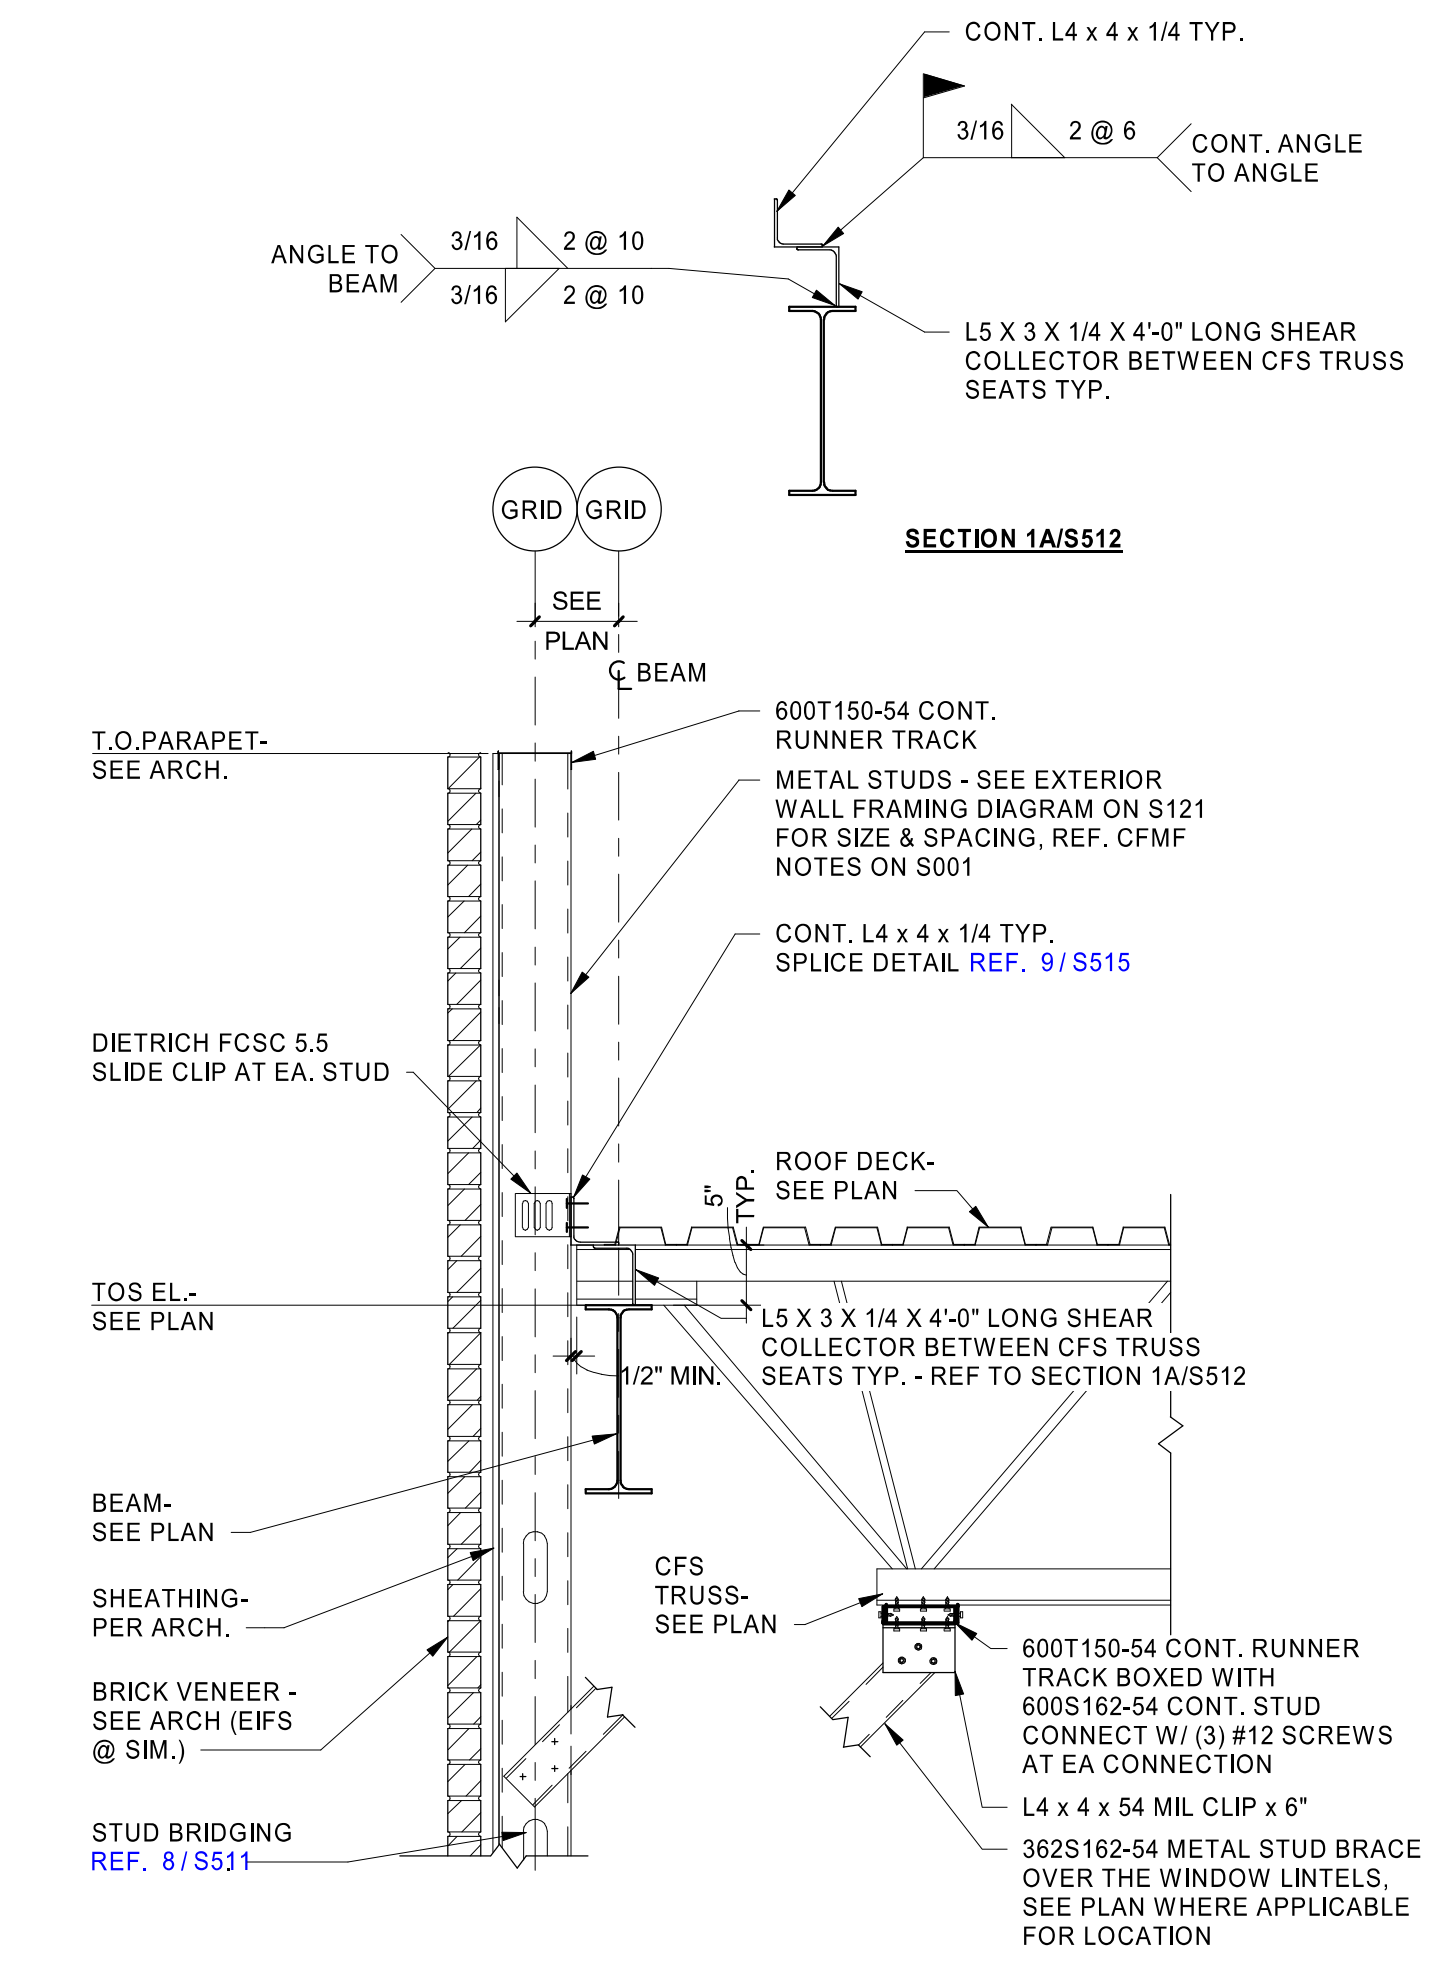 CONT. L4 x 4 x 1/4 TYP.
3/16 2 @ 6
CONT. ANGLE
TO ANGLE
ANGLE TO
BEAM
3/16 2 @ 10
3/16 2 @ 10
L5 X 3 X 1/4 X 4'-0" LONG SHEAR
COLLECTOR BETWEEN CFS TRUSS
SEATS TYP.
SECTION 1A/S512
GRID GRID
SEE
PLAN
℄ BEAM
T.O.PARAPET-
SEE ARCH.
600T150-54 CONT.
RUNNER TRACK
METAL STUDS - SEE EXTERIOR
WALL FRAMING DIAGRAM ON S121
FOR SIZE & SPACING, REF. CFMF
NOTES ON S001
CONT. L4 x 4 x 1/4 TYP.
SPLICE DETAIL REF. 9/S515
DIETRICH FCSC 5.5
SLIDE CLIP AT EA. STUD
ROOF DECK-
SEE PLAN
5"
TYP.
TOS EL.-
SEE PLAN
L5 X 3 X 1/4 X 4'-0" LONG SHEAR
COLLECTOR BETWEEN CFS TRUSS
SEATS TYP. - REF TO SECTION 1A/S512
1/2" MIN.
BEAM-
SEE PLAN
SHEATHING-
PER ARCH.
CFS
TRUSS-
SEE PLAN
BRICK VENEER -
SEE ARCH (EIFS
@ SIM.)
600T150-54 CONT. RUNNER
TRACK BOXED WITH
600S162-54 CONT. STUD
CONNECT W/ (3) #12 SCREWS
AT EA CONNECTION
L4 x 4 x 54 MIL CLIP x 6"
STUD BRIDGING
REF. 8/S511
362S162-54 METAL STUD BRACE
OVER THE WINDOW LINTELS,
SEE PLAN WHERE APPLICABLE
FOR LOCATION